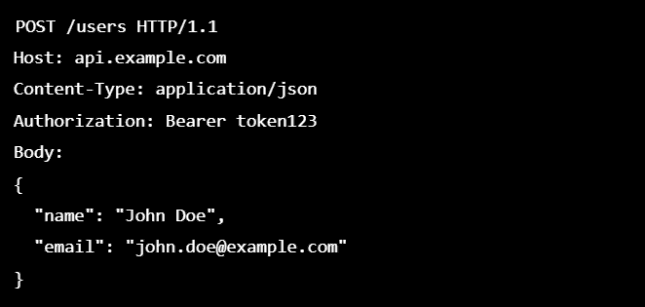 POST /users HTTP/1.1
Host: api.example.com
Content-Type: application/json
Authorization: Bearer token123
Body:
{
  "name": "John Doe",
  "email": "john.doe@example.com"
}